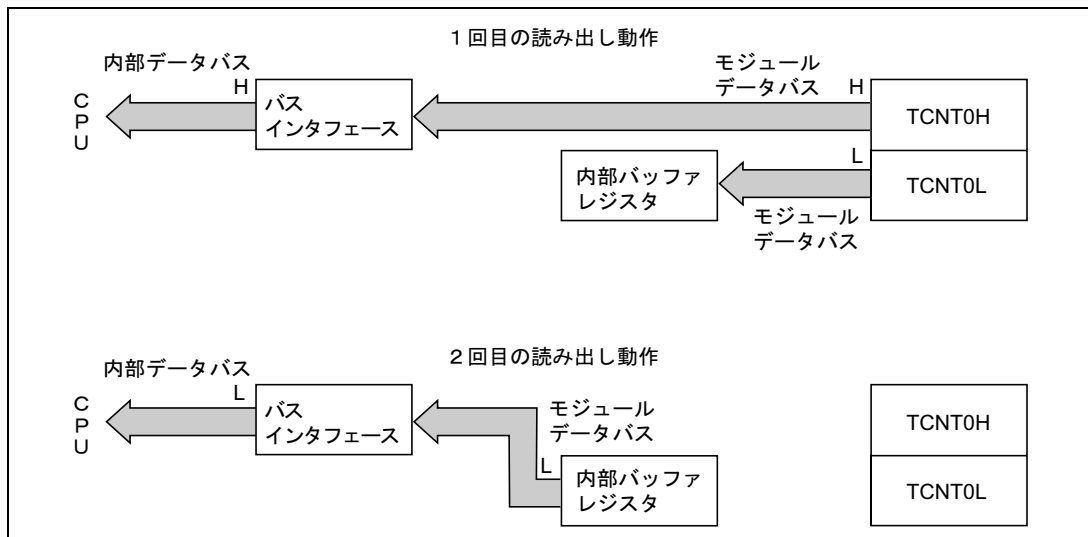 １回目の読み出し動作
内部データバス
H
モジュール
データバス
H
CPU
バス
インタフェース
TCNT0H
内部バッファ
レジスタ
L
TCNT0L
モジュール
データバス
２回目の読み出し動作
内部データバス
L
CPU
バス
インタフェース
モジュール
データバス
TCNT0H
L
内部バッファ
レジスタ
TCNT0L